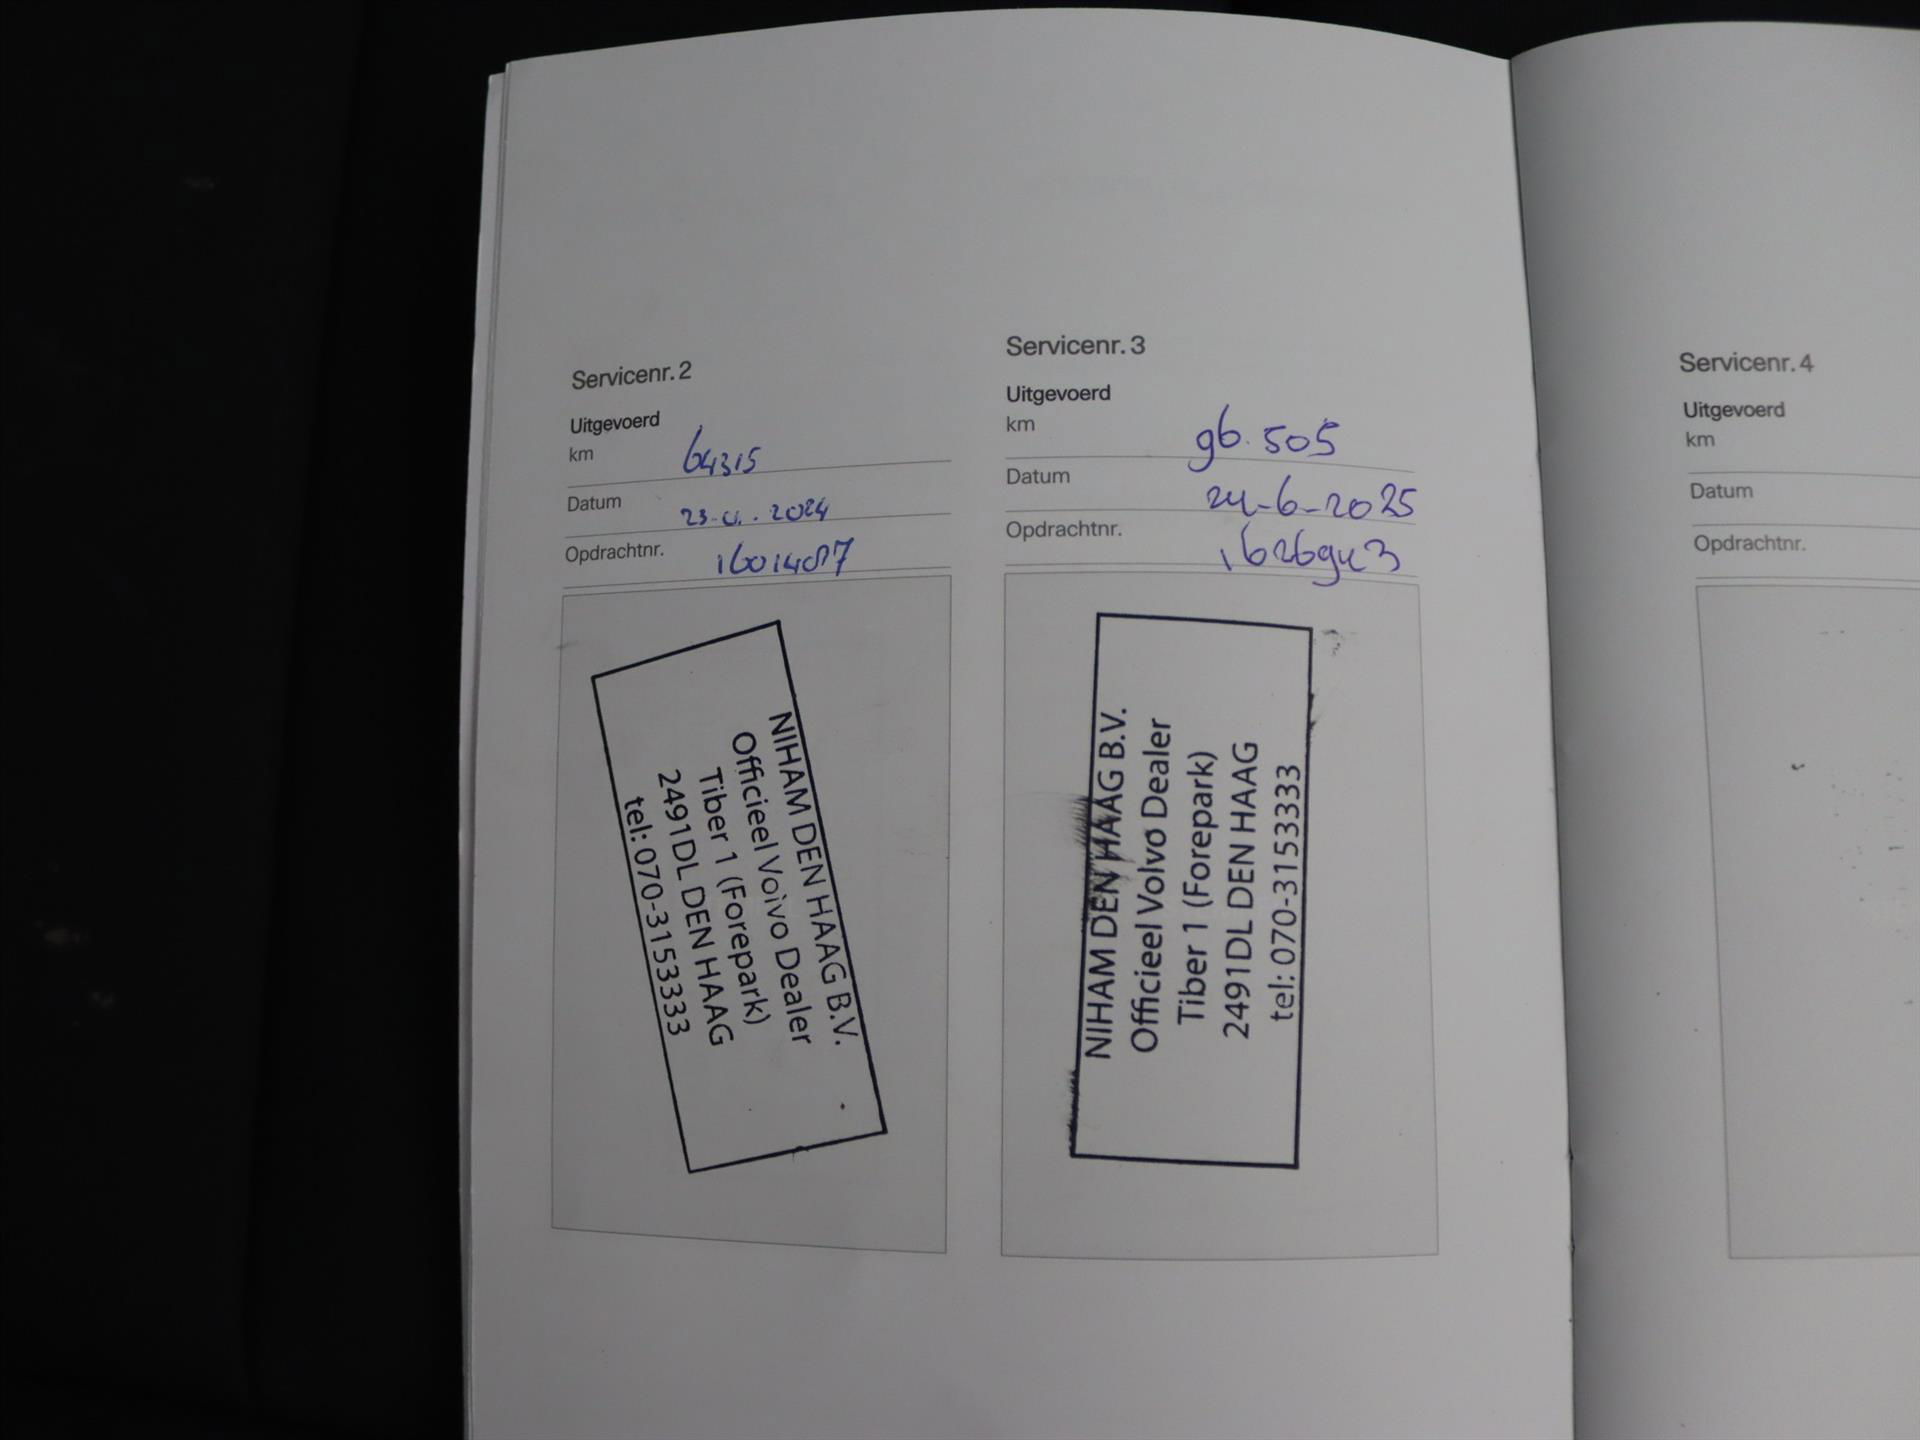 Servicenr. 2
Uitgevoerd
km 64315
Datum 23-01-2024
Opdrachtnr. 16014087
NIHAM DEN HAAG B.V.
Officieel Volvo Dealer
Tiber 1 (Forepark)
2491DL DEN HAAG
tel: 070-3153333
Servicenr. 3
Uitgevoerd
km 96.505
Datum 24-6-2025
Opdrachtnr. 1626943
NIHAM DEN HAAG B.V.
Officieel Volvo Dealer
Tiber 1 (Forepark)
2491DL DEN HAAG
tel: 070-3153333
Servicenr. 4
Uitgevoerd
km
Datum
Opdrachtnr.